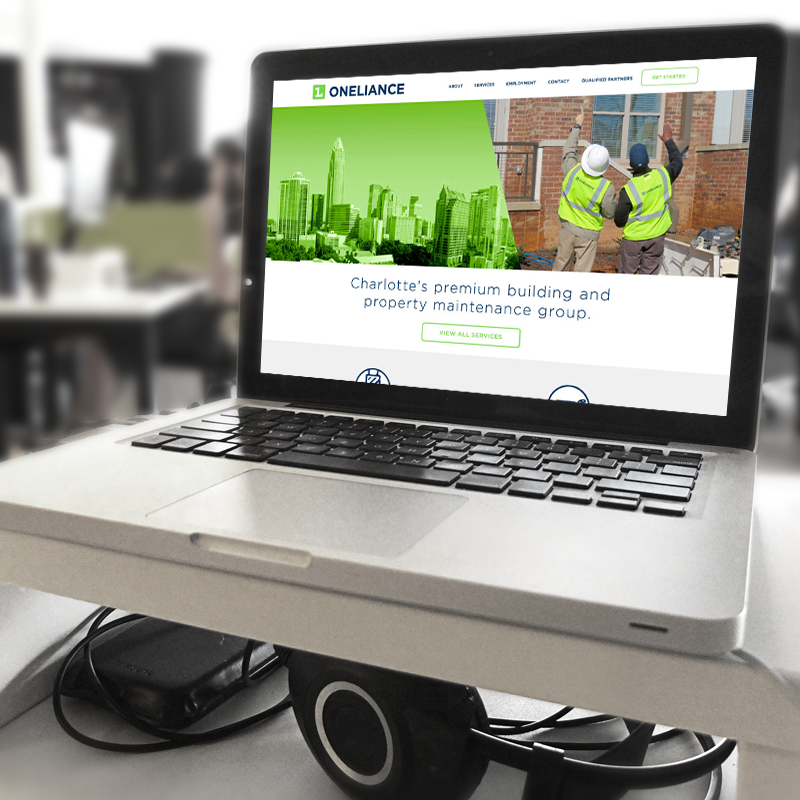 1. ONELIANCE
ABOUT SERVICES EMPLOYMENT CONTACT QUALIFIED PARTNERS GET STARTED
Charlotte's premium building and
property maintenance group.
VIEW ALL SERVICES